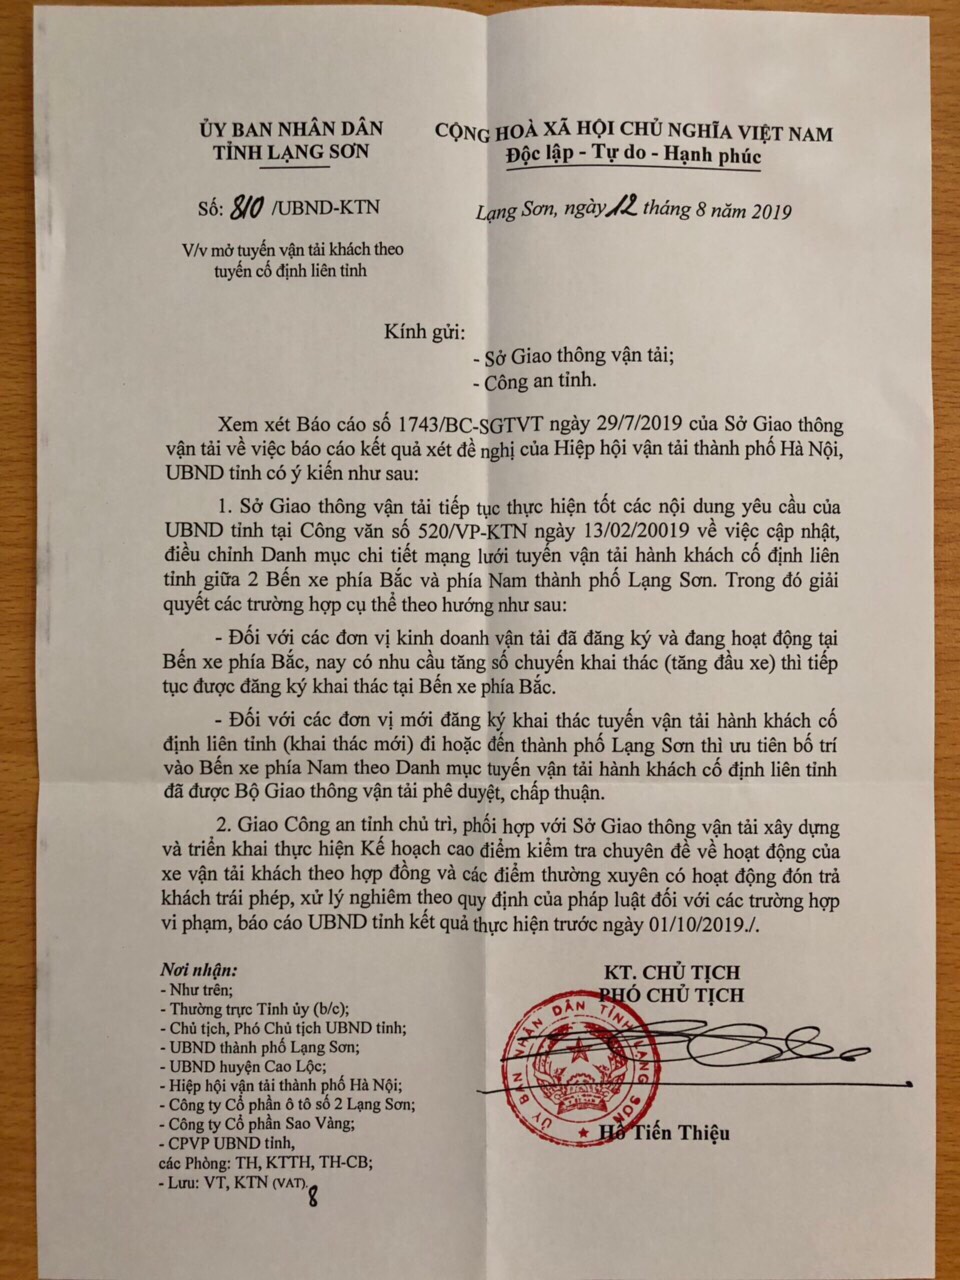 ỦY BAN NHÂN DÂN
TỈNH LẠNG SƠN
CỘNG HOÀ XÃ HỘI CHỦ NGHĨA VIỆT NAM
Độc lập - Tự do - Hạnh phúc
Số: 810 /UBND-KTN
Lạng Sơn, ngày 12 tháng 8 năm 2019
V/v mở tuyến vận tải khách theo
tuyến cố định liên tỉnh
Kính gửi:
- Sở Giao thông vận tải;
- Công an tỉnh.
Xem xét Báo cáo số 1743/BC-SGTVT ngày 29/7/2019 của Sở Giao thông
vận tải về việc báo cáo kết quả xét đề nghị của Hiệp hội vận tải thành phố Hà Nội,
UBND tỉnh có ý kiến như sau:
1. Sở Giao thông vận tải tiếp tục thực hiện tốt các nội dung yêu cầu của
UBND tỉnh tại Công văn số 520/VP-KTN ngày 13/02/20019 về việc cập nhật,
điều chỉnh Danh mục chi tiết mạng lưới tuyến vận tải hành khách cố định liên
tỉnh giữa 2 Bến xe phía Bắc và phía Nam thành phố Lạng Sơn. Trong đó giải
quyết các trường hợp cụ thể theo hướng như sau:
- Đối với các đơn vị kinh doanh vận tải đã đăng ký và đang hoạt động tại
Bến xe phía Bắc, nay có nhu cầu tăng số chuyến khai thác (tăng đầu xe) thì tiếp
tục được đăng ký khai thác tại Bến xe phía Bắc.
- Đối với các đơn vị mới đăng ký khai thác tuyến vận tải hành khách cố
định liên tỉnh (khai thác mới) đi hoặc đến thành phố Lạng Sơn thì ưu tiên bố trí
vào Bến xe phía Nam theo Danh mục tuyến vận tải hành khách cố định liên tỉnh
đã được Bộ Giao thông vận tải phê duyệt, chấp thuận.
2. Giao Công an tỉnh chủ trì, phối hợp với Sở Giao thông vận tải xây dựng
và triển khai thực hiện Kế hoạch cao điểm kiểm tra chuyên đề về hoạt động của
xe vận tải khách theo hợp đồng và các điểm thường xuyên có hoạt động đón trả
khách trái phép, xử lý nghiêm theo quy định của pháp luật đối với các trường hợp
vi phạm, báo cáo UBND tỉnh kết quả thực hiện trước ngày 01/10/2019./.
Nơi nhận:
- Như trên;
- Thường trực Tỉnh ủy (b/c);
- Chủ tịch, Phó Chủ tịch UBND tỉnh;
- UBND thành phố Lạng Sơn;
- UBND huyện Cao Lộc;
- Hiệp hội vận tải thành phố Hà Nội;
- Công ty Cổ phần ô tô số 2 Lạng Sơn;
- Công ty Cổ phần Sao Vàng;
- CPVP UBND tỉnh,
các Phòng: TH, KTTH, TH-CB;
- Lưu: VT, KTN (VAT). 8
KT. CHỦ TỊCH
PHÓ CHỦ TỊCH
ỦY BAN NHÂN DÂN TỈNH LẠNG SƠN
Hồ Tiến Thiệu